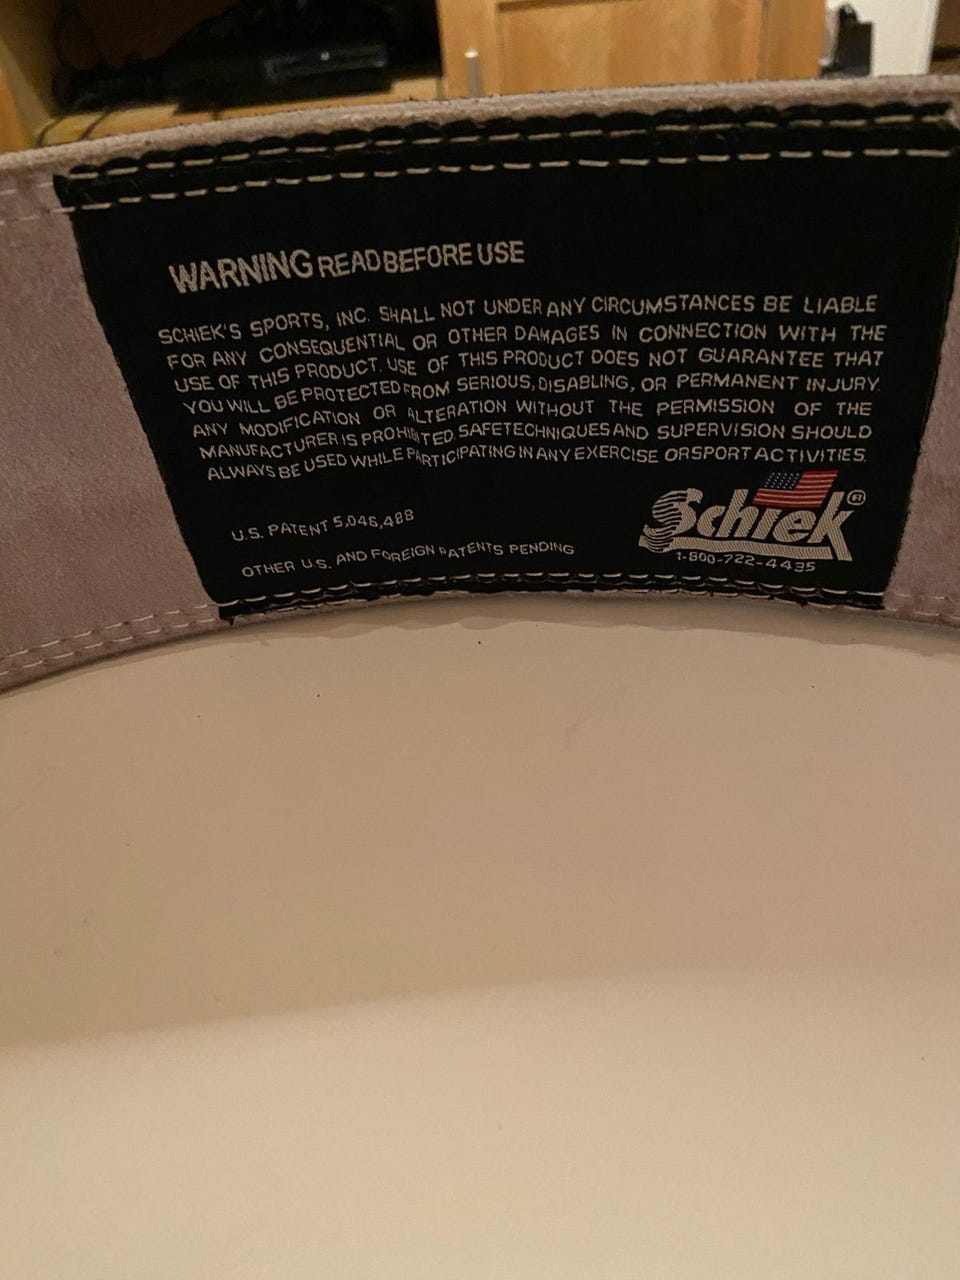 WARNING READ BEFORE USE
SCHIEK'S SPORTS, INC. SHALL NOT UNDER ANY CIRCUMSTANCES BE LIABLE
FOR ANY CONSEQUENTIAL OR OTHER DAMAGES IN CONNECTION WITH THE
USE OF THIS PRODUCT. USE OF THIS PRODUCT DOES NOT GUARANTEE THAT
YOU WILL BE PROTECTED FROM SERIOUS, DISABLING, OR PERMANENT INJURY.
ANY MODIFICATION OR ALTERATION WITHOUT THE PERMISSION OF THE
MANUFACTURER IS PROHIBITED. SAFE TECHNIQUES AND SUPERVISION SHOULD
ALWAYS BE USED WHILE PARTICIPATING IN ANY EXERCISE OR SPORT ACTIVITIES.
U.S. PATENT 5,046,488
OTHER U.S. AND FOREIGN PATENTS PENDING
Schiek®
1-800-722-4435